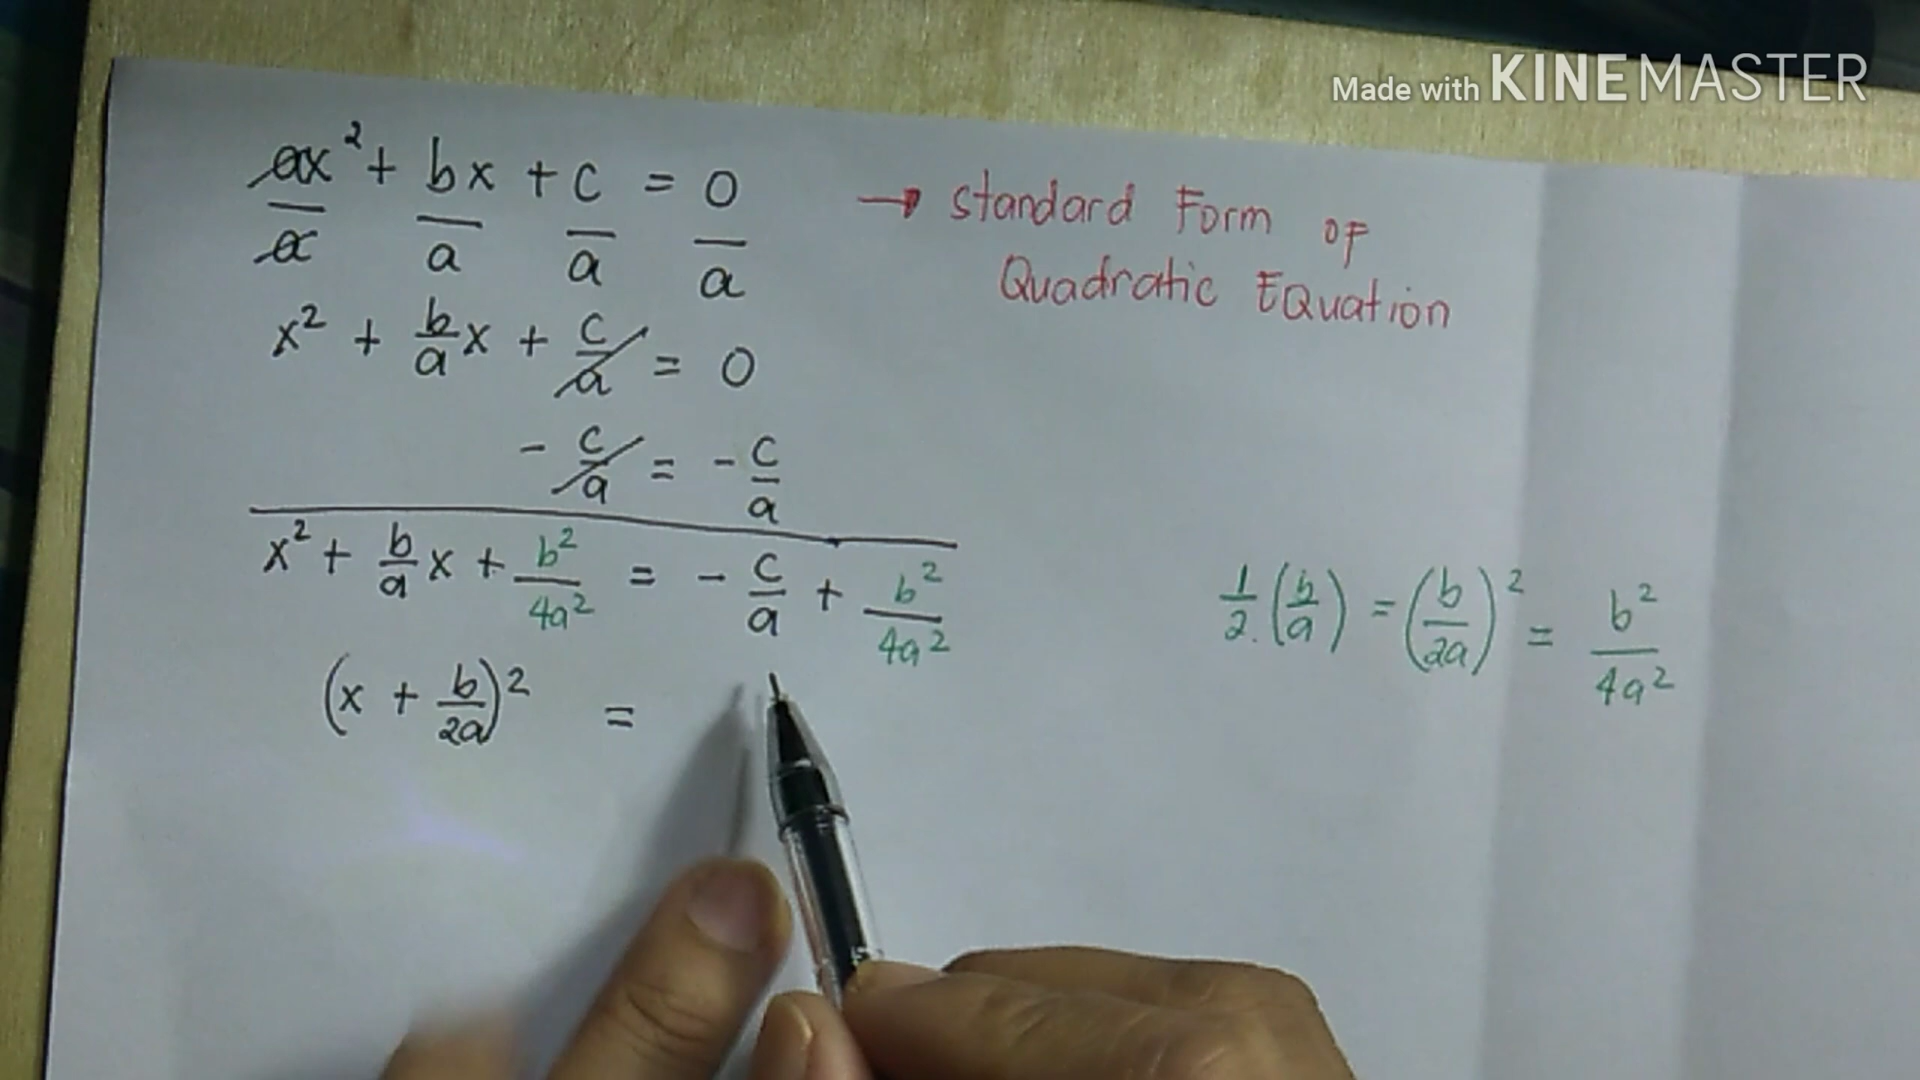 Made with KINEMASTER
ax² + bx + c = 0 → Standard Form of
a a a a
Quadratic Equation
x² + b/a x + c/a = 0
- c/a = - c/a
x² + b/a x + b²/4a² = - c/a + b²/4a²
1/2 . (b/a) = (b/2a)² = b²/4a²
(x + b/2a)² =